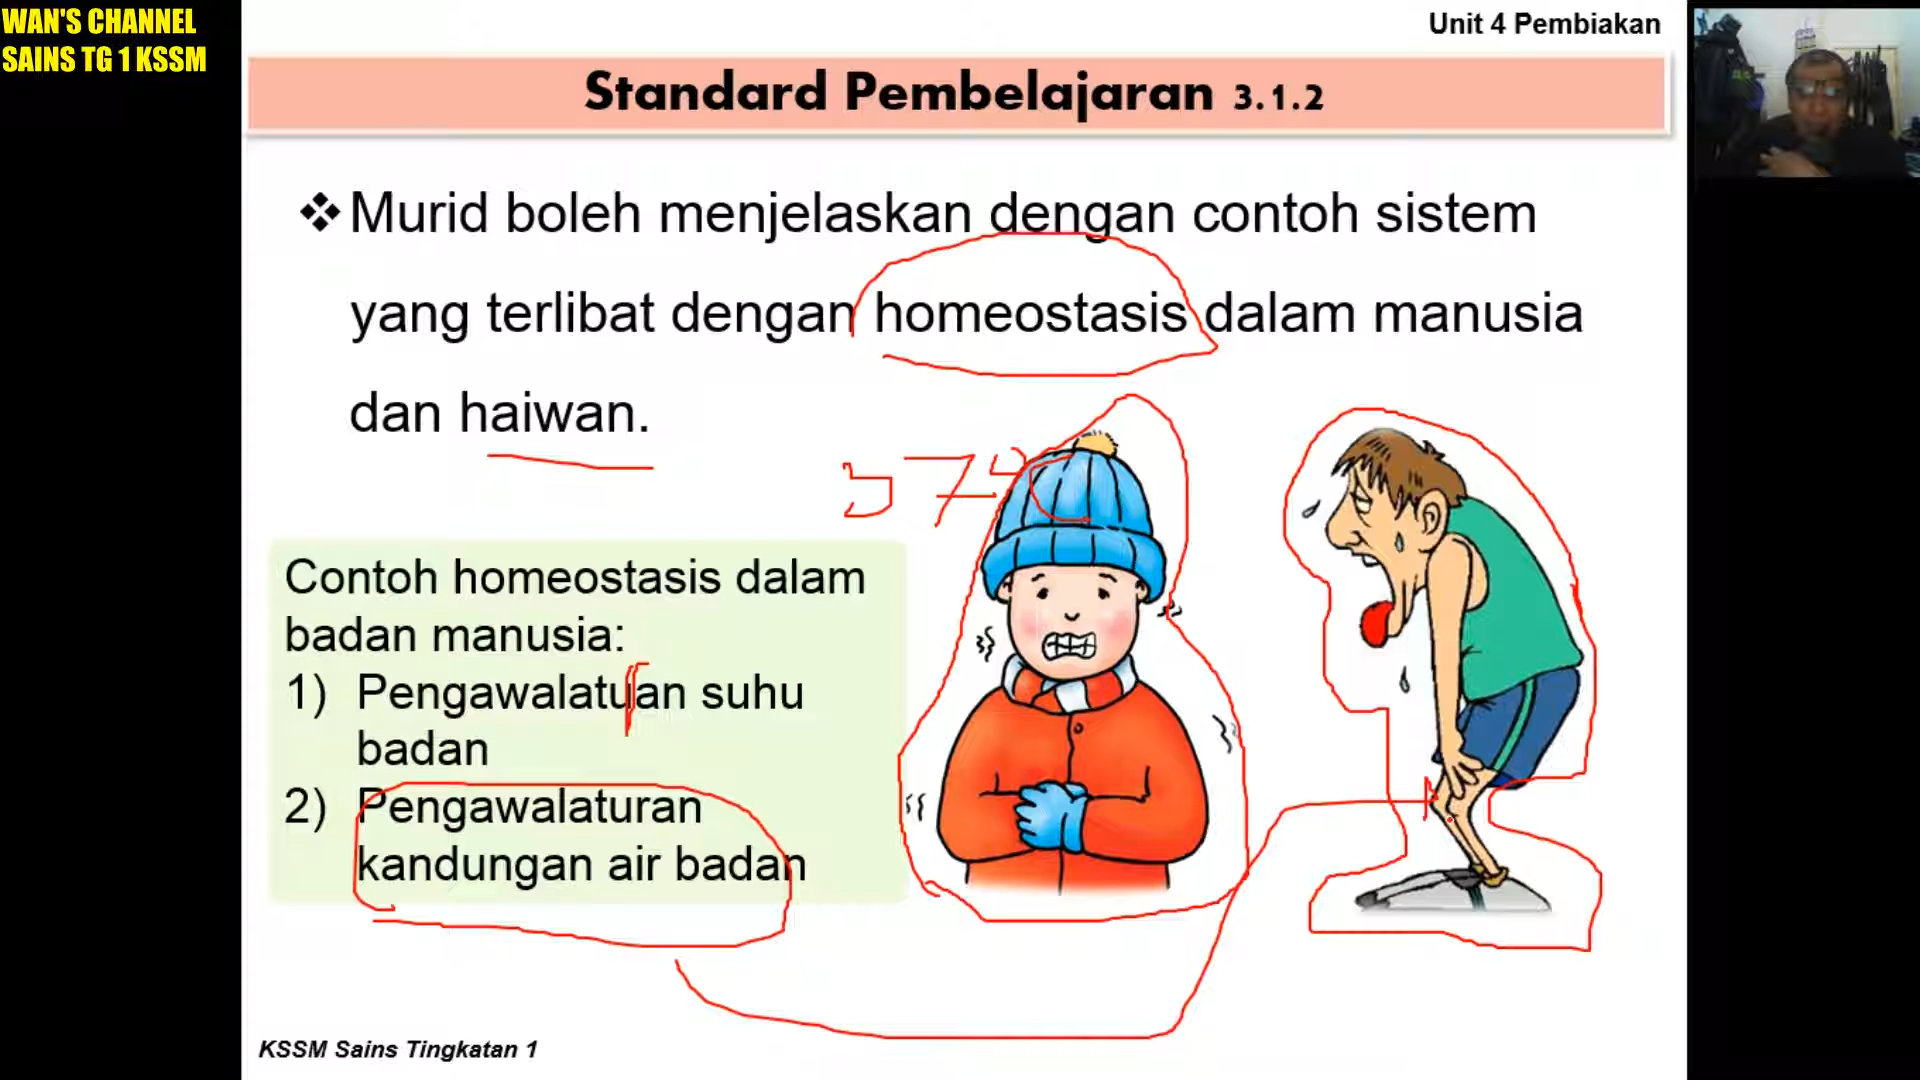 WAN'S CHANNEL
SAINS TG 1 KSSM
Unit 4 Pembiakan
Standard Pembelajaran 3.1.2
❖Murid boleh menjelaskan dengan contoh sistem
yang terlibat dengan homeostasis dalam manusia
dan haiwan.
37°C
Contoh homeostasis dalam
badan manusia:
1) Pengawalatuan suhu
badan
2) Pengawalaturan
kandungan air badan
KSSM Sains Tingkatan 1